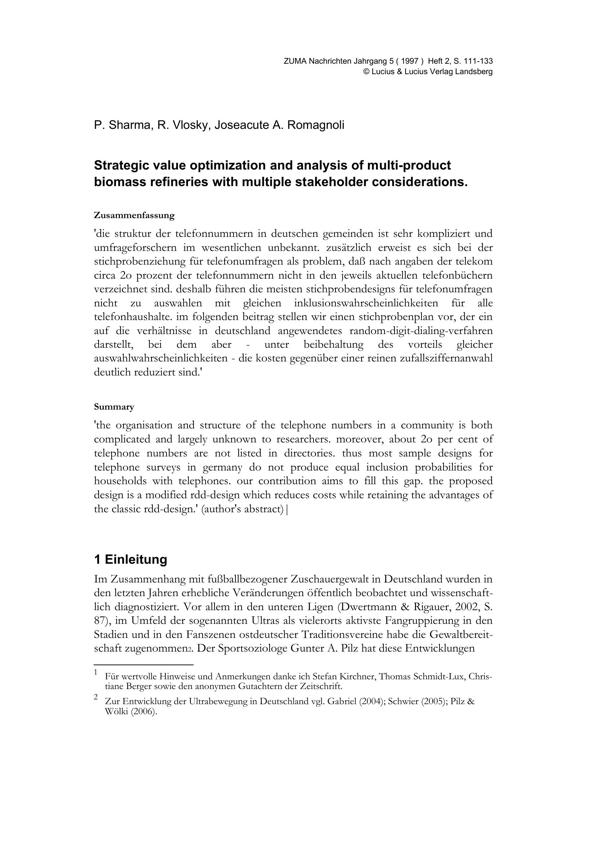 ZUMA Nachrichten Jahrgang 5 ( 1997 )  Heft 2, S. 111-133
© Lucius & Lucius Verlag Landsberg
P. Sharma, R. Vlosky, Joseacute A. Romagnoli
Strategic value optimization and analysis of multi-product
biomass refineries with multiple stakeholder considerations.
Zusammenfassung
'die struktur der telefonnummern in deutschen gemeinden ist sehr kompliziert und
umfrageforschern im wesentlichen unbekannt. zusätzlich erweist es sich bei der
stichprobenziehung für telefonumfragen als problem, daß nach angaben der telekom
circa 2o prozent der telefonnummern nicht in den jeweils aktuellen telefonbüchern
verzeichnet sind. deshalb führen die meisten stichprobendesigns für telefonumfragen
nicht zu auswahlen mit gleichen inklusionswahrscheinlichkeiten für alle
telefonhaushalte. im folgenden beitrag stellen wir einen stichprobenplan vor, der ein
auf die verhältnisse in deutschland angewendetes random-digit-dialing-verfahren
darstellt, bei dem aber - unter beibehaltung des vorteils gleicher
auswahlwahrscheinlichkeiten - die kosten gegenüber einer reinen zufallsziffernanwahl
deutlich reduziert sind.'
Summary
'the organisation and structure of the telephone numbers in a community is both
complicated and largely unknown to researchers. moreover, about 2o per cent of
telephone numbers are not listed in directories. thus most sample designs for
telephone surveys in germany do not produce equal inclusion probabilities for
households with telephones. our contribution aims to fill this gap. the proposed
design is a modified rdd-design which reduces costs while retaining the advantages of
the classic rdd-design.' (author's abstract)|
1 Einleitung
Im Zusammenhang mit fußballbezogener Zuschauergewalt in Deutschland wurden in
den letzten Jahren erhebliche Veränderungen öffentlich beobachtet und wissenschaft-
lich diagnostiziert. Vor allem in den unteren Ligen (Dwertmann & Rigauer, 2002, S.
87), im Umfeld der sogenannten Ultras als vielerorts aktivste Fangruppierung in den
Stadien und in den Fanszenen ostdeutscher Traditionsvereine habe die Gewaltbereit-
schaft zugenommen2. Der Sportsoziologe Gunter A. Pilz hat diese Entwicklungen
1 Für wertvolle Hinweise und Anmerkungen danke ich Stefan Kirchner, Thomas Schmidt-Lux, Chris-
tiane Berger sowie den anonymen Gutachtern der Zeitschrift.
2 Zur Entwicklung der Ultrabewegung in Deutschland vgl. Gabriel (2004); Schwier (2005); Pilz &
Wölki (2006).